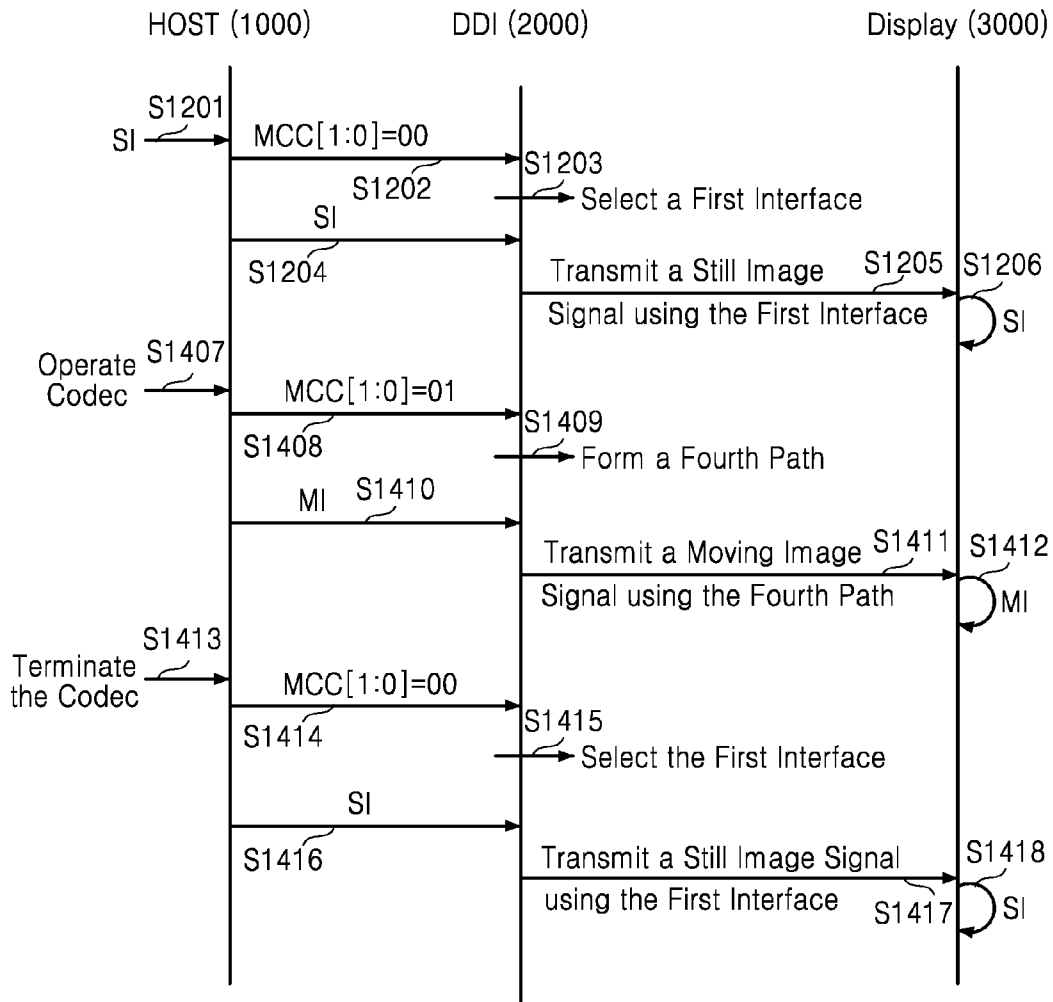 HOST (1000)
DDI (2000)
Display (3000)
S1201
SI
MCC[1:0]=00
S1202
S1203
Select a First Interface
SI
S1204
Transmit a Still Image
Signal using the First Interface
S1205
S1206
SI
Operate
Codec
S1407
MCC[1:0]=01
S1408
S1409
Form a Fourth Path
MI
S1410
Transmit a Moving Image
Signal using the Fourth Path
S1411
S1412
MI
Terminate
the Codec
S1413
MCC[1:0]=00
S1414
S1415
Select the First Interface
SI
S1416
Transmit a Still Image Signal
using the First Interface
S1417
S1418
SI